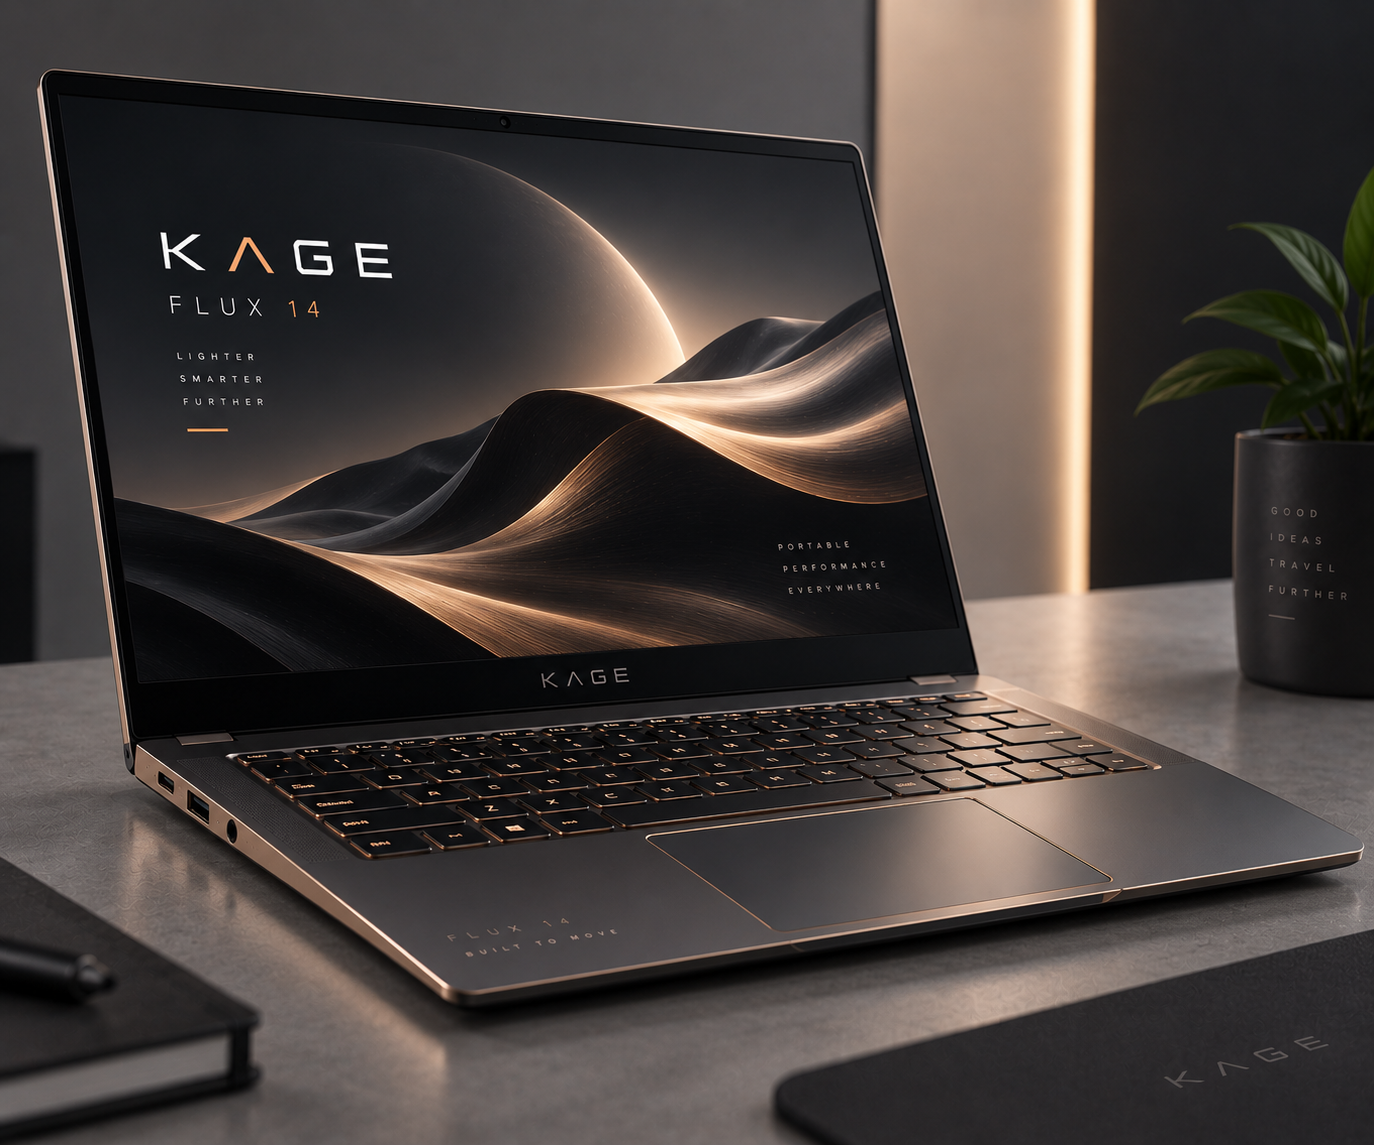 KAGE
FLUX 14
LIGHTER
SMARTER
FURTHER
PORTABLE
PERFORMANCE
EVERYWHERE
KAGE
GOOD
IDEAS
TRAVEL
FURTHER
FLUX 14
BUILT TO MOVE
KAGE